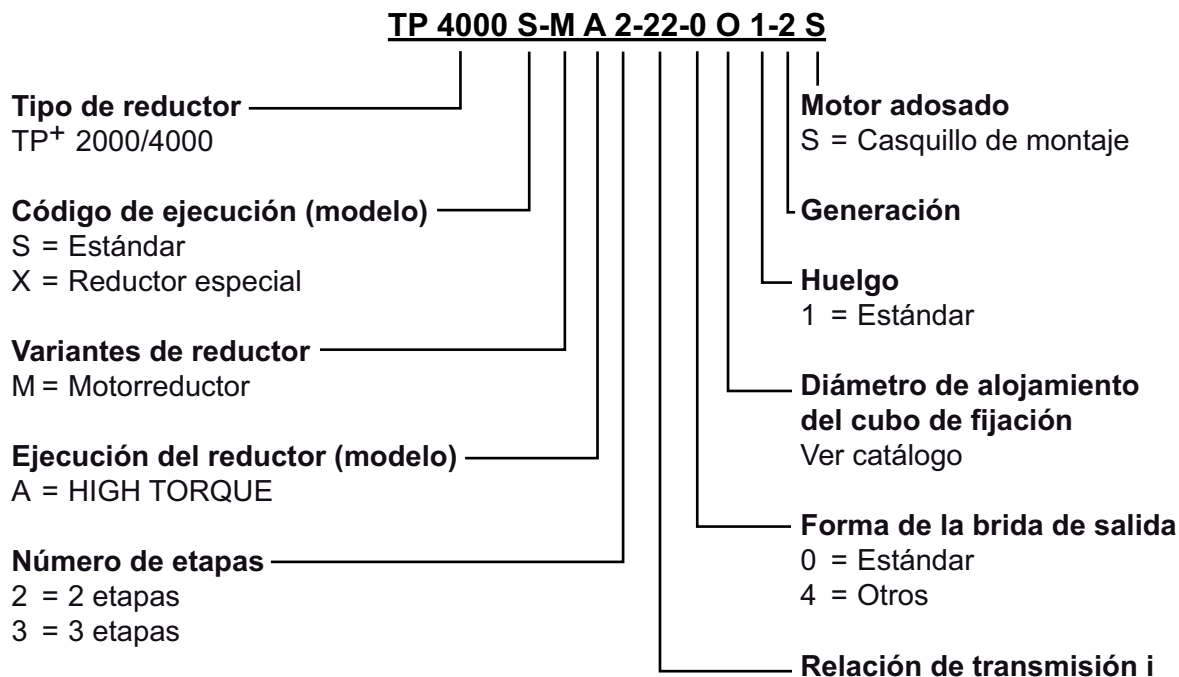 TP 4000 S-M A 2-22-0 O 1-2 S
Tipo de reductor
TP+ 2000/4000
Código de ejecución (modelo)
S = Estándar
X = Reductor especial
Variantes de reductor
M = Motorreductor
Ejecución del reductor (modelo)
A = HIGH TORQUE
Número de etapas
2 = 2 etapas
3 = 3 etapas
Motor adosado
S = Casquillo de montaje
Generación
Huelgo
1 = Estándar
Diámetro de alojamiento
del cubo de fijación
Ver catálogo
Forma de la brida de salida
0 = Estándar
4 = Otros
Relación de transmisión i